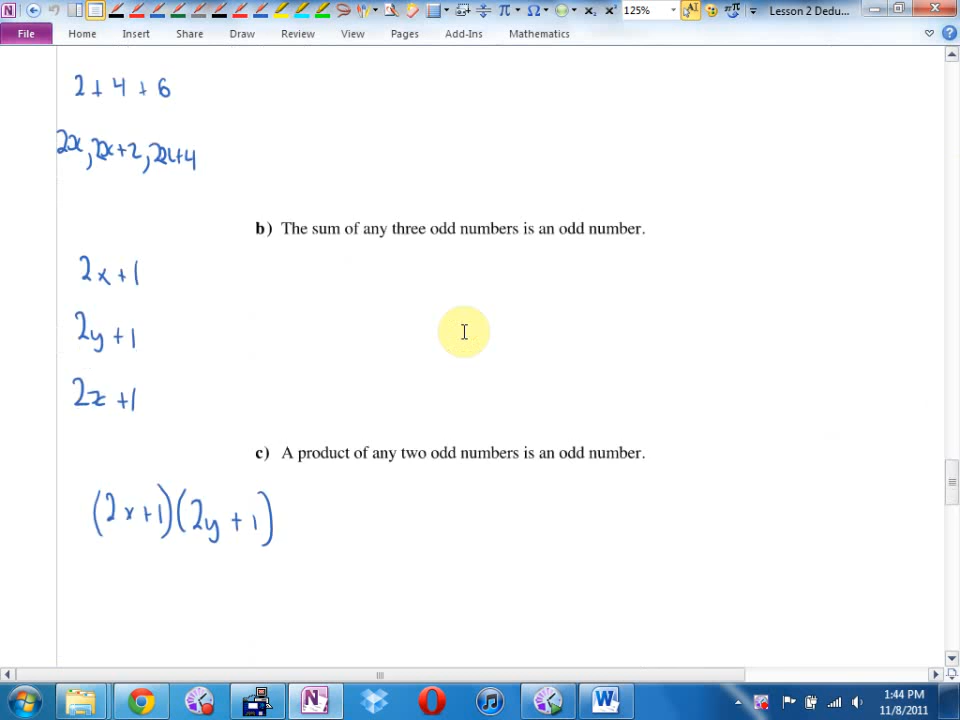 125% Lesson 2 Dedu...
File Home Insert Share Draw Review View Pages Add-Ins Mathematics
2 + 4 + 6
2x, 2x+2, 2x+4
b) The sum of any three odd numbers is an odd number.
2x+1
2y+1
2z+1
c) A product of any two odd numbers is an odd number.
(2x+1)(2y+1)
1:44 PM
11/8/2011